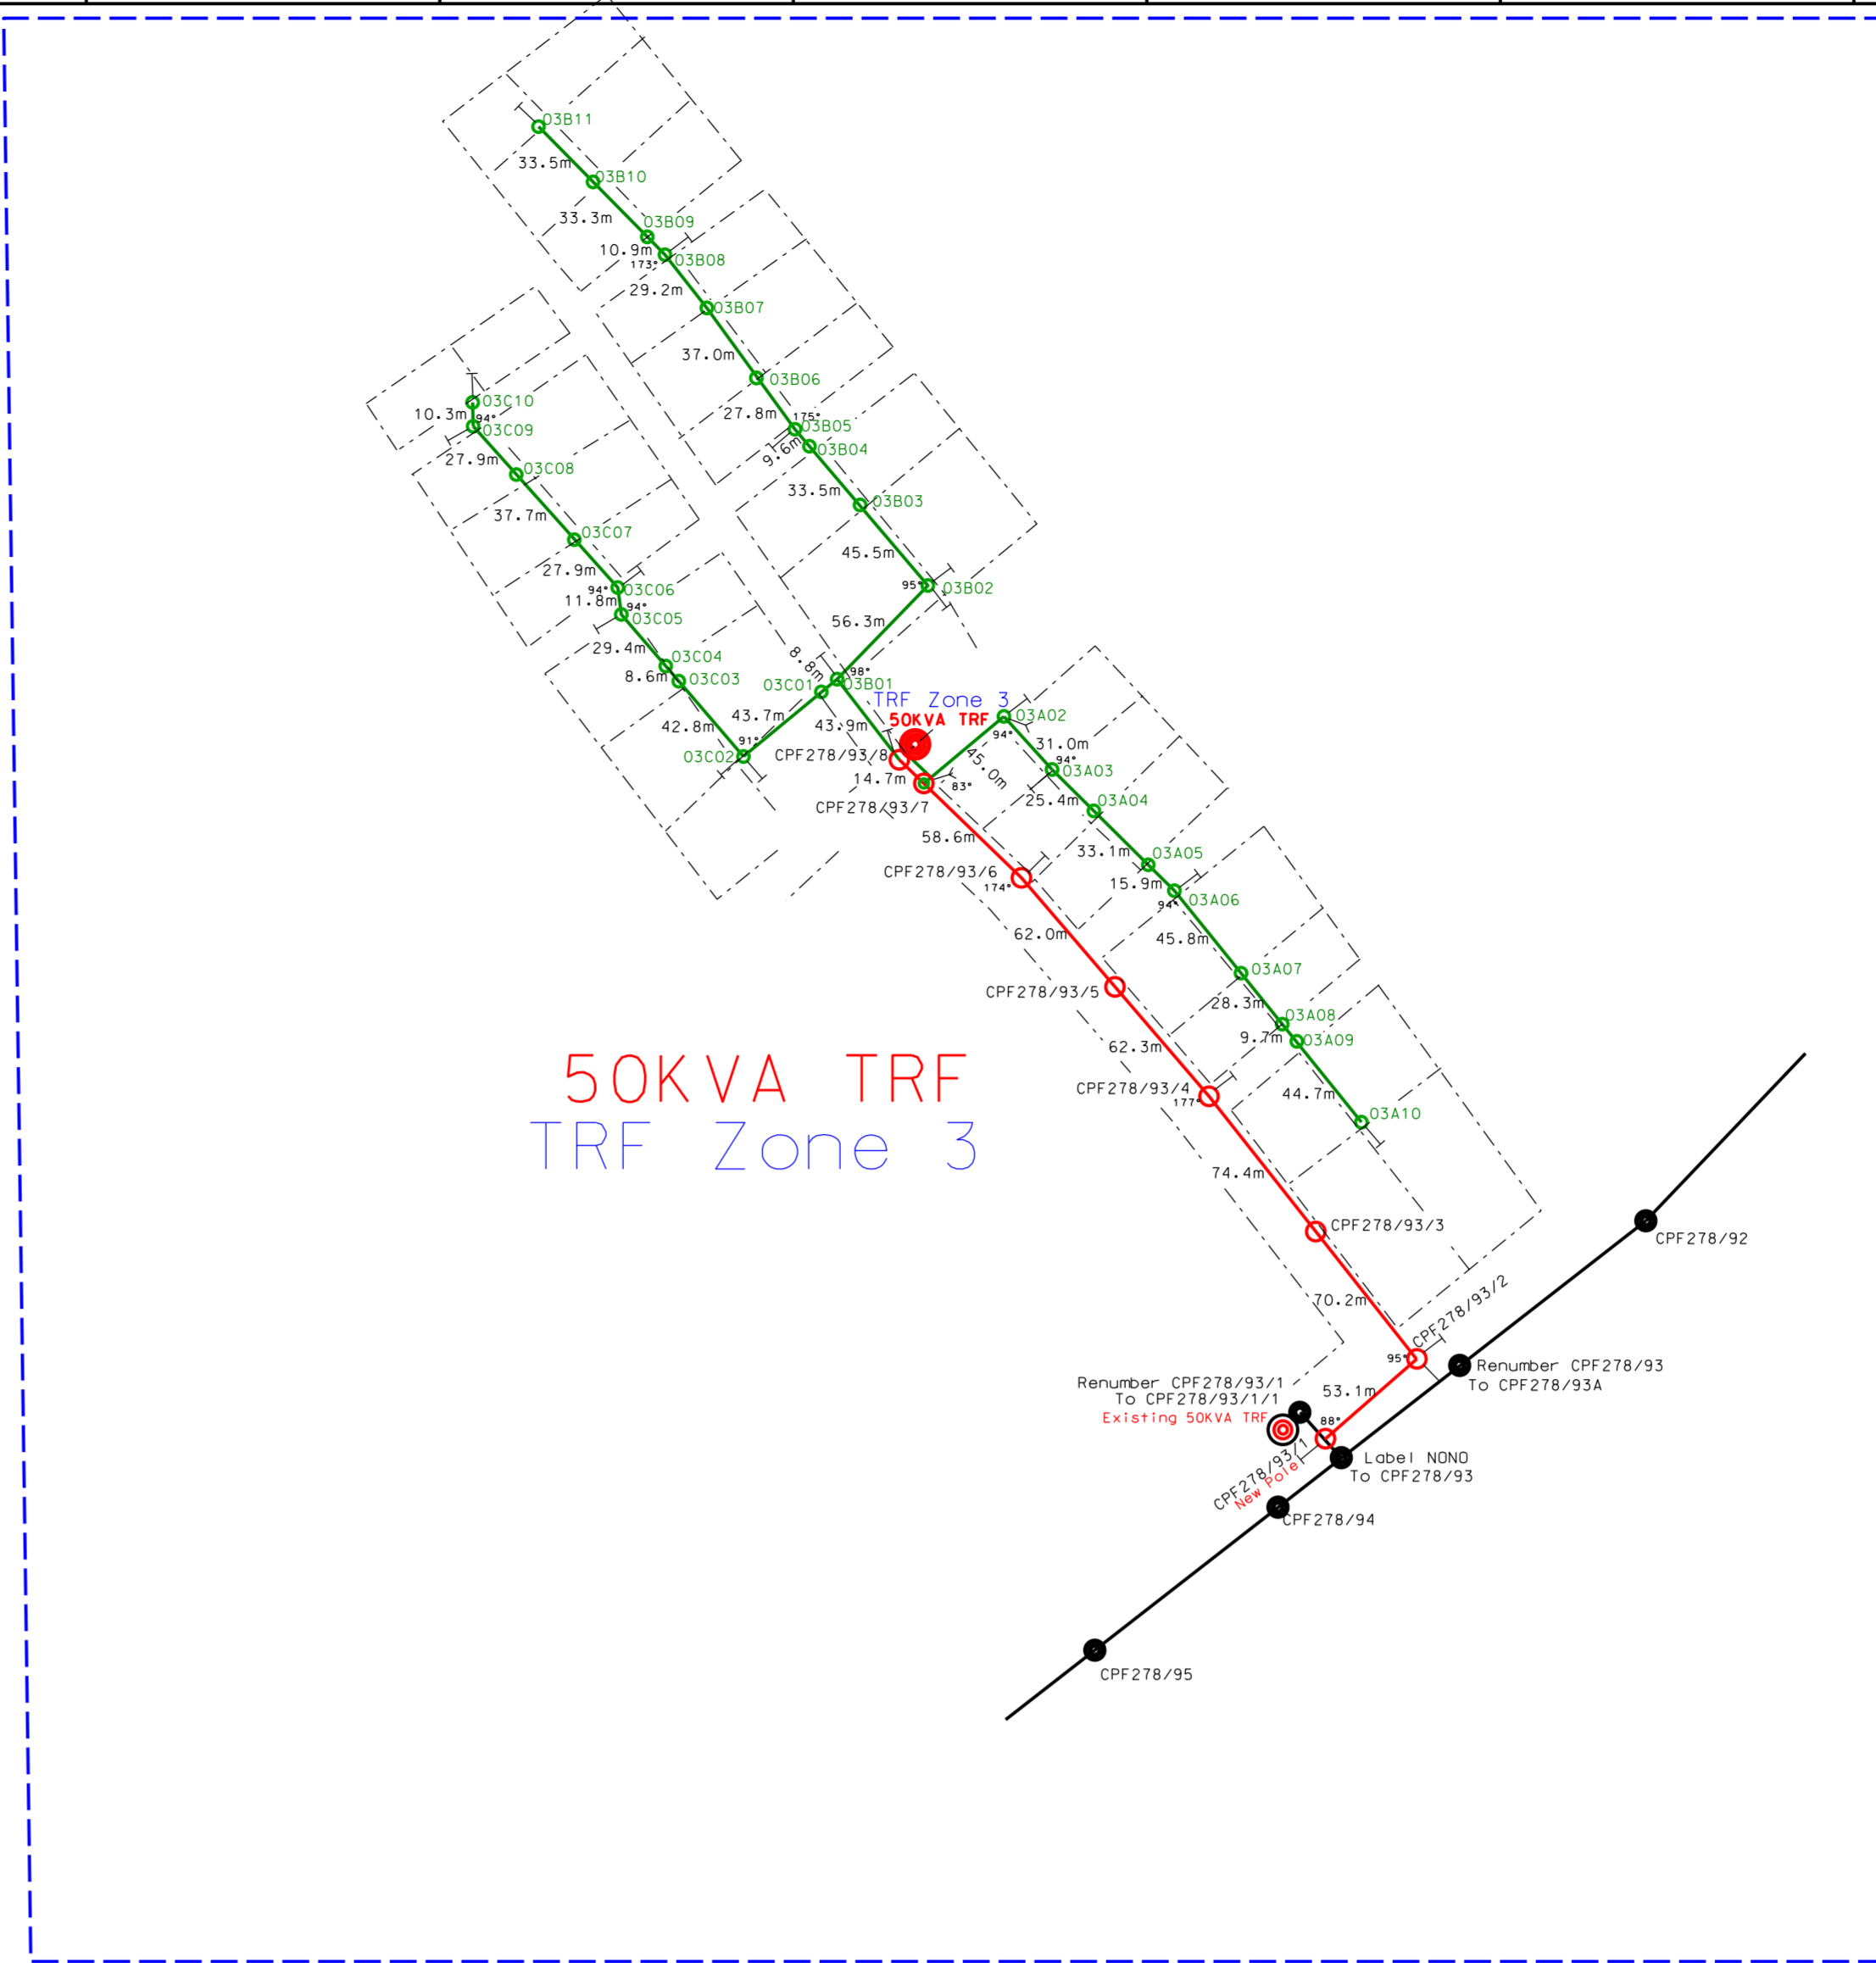 03B11
33.5m
03B10
33.3m
03B09
10.9m
03B08
173°
29.2m
03B07
37.0m
03B06
27.8m
175°
03B05
9.6m
03B04
33.5m
03B03
45.5m
95°
03B02
56.3m
03C10
10.3m
94°
03C09
27.9m
03C08
37.7m
03C07
27.9m
94°
03C06
11.8m
94°
03C05
29.4m
03C04
8.6m
03C03
42.8m
03C02
91°
43.7m
03C01
8.8m
98°
03B01
43.9m
TRF Zone 3
50KVA TRF
CPF278/93/8
14.7m
CPF278/93/7
83°
45.0m
03A02
94°
31.0m
94°
03A03
25.4m
03A04
33.1m
03A05
15.9m
94°
03A06
45.8m
03A07
28.3m
03A08
9.7m
03A09
44.7m
03A10
58.6m
CPF278/93/6
174°
62.0m
CPF278/93/5
62.3m
CPF278/93/4
177°
74.4m
CPF278/93/3
70.2m
50KVA TRF
TRF Zone 3
CPF278/92
CPF278/93/2
95°
Renumber CPF278/93
To CPF278/93A
Renumber CPF278/93/1
To CPF278/93/1/1
Existing 50KVA TRF
53.1m
88°
CPF278/93/1
New Pole
Label NONO
To CPF278/93
CPF278/94
CPF278/95